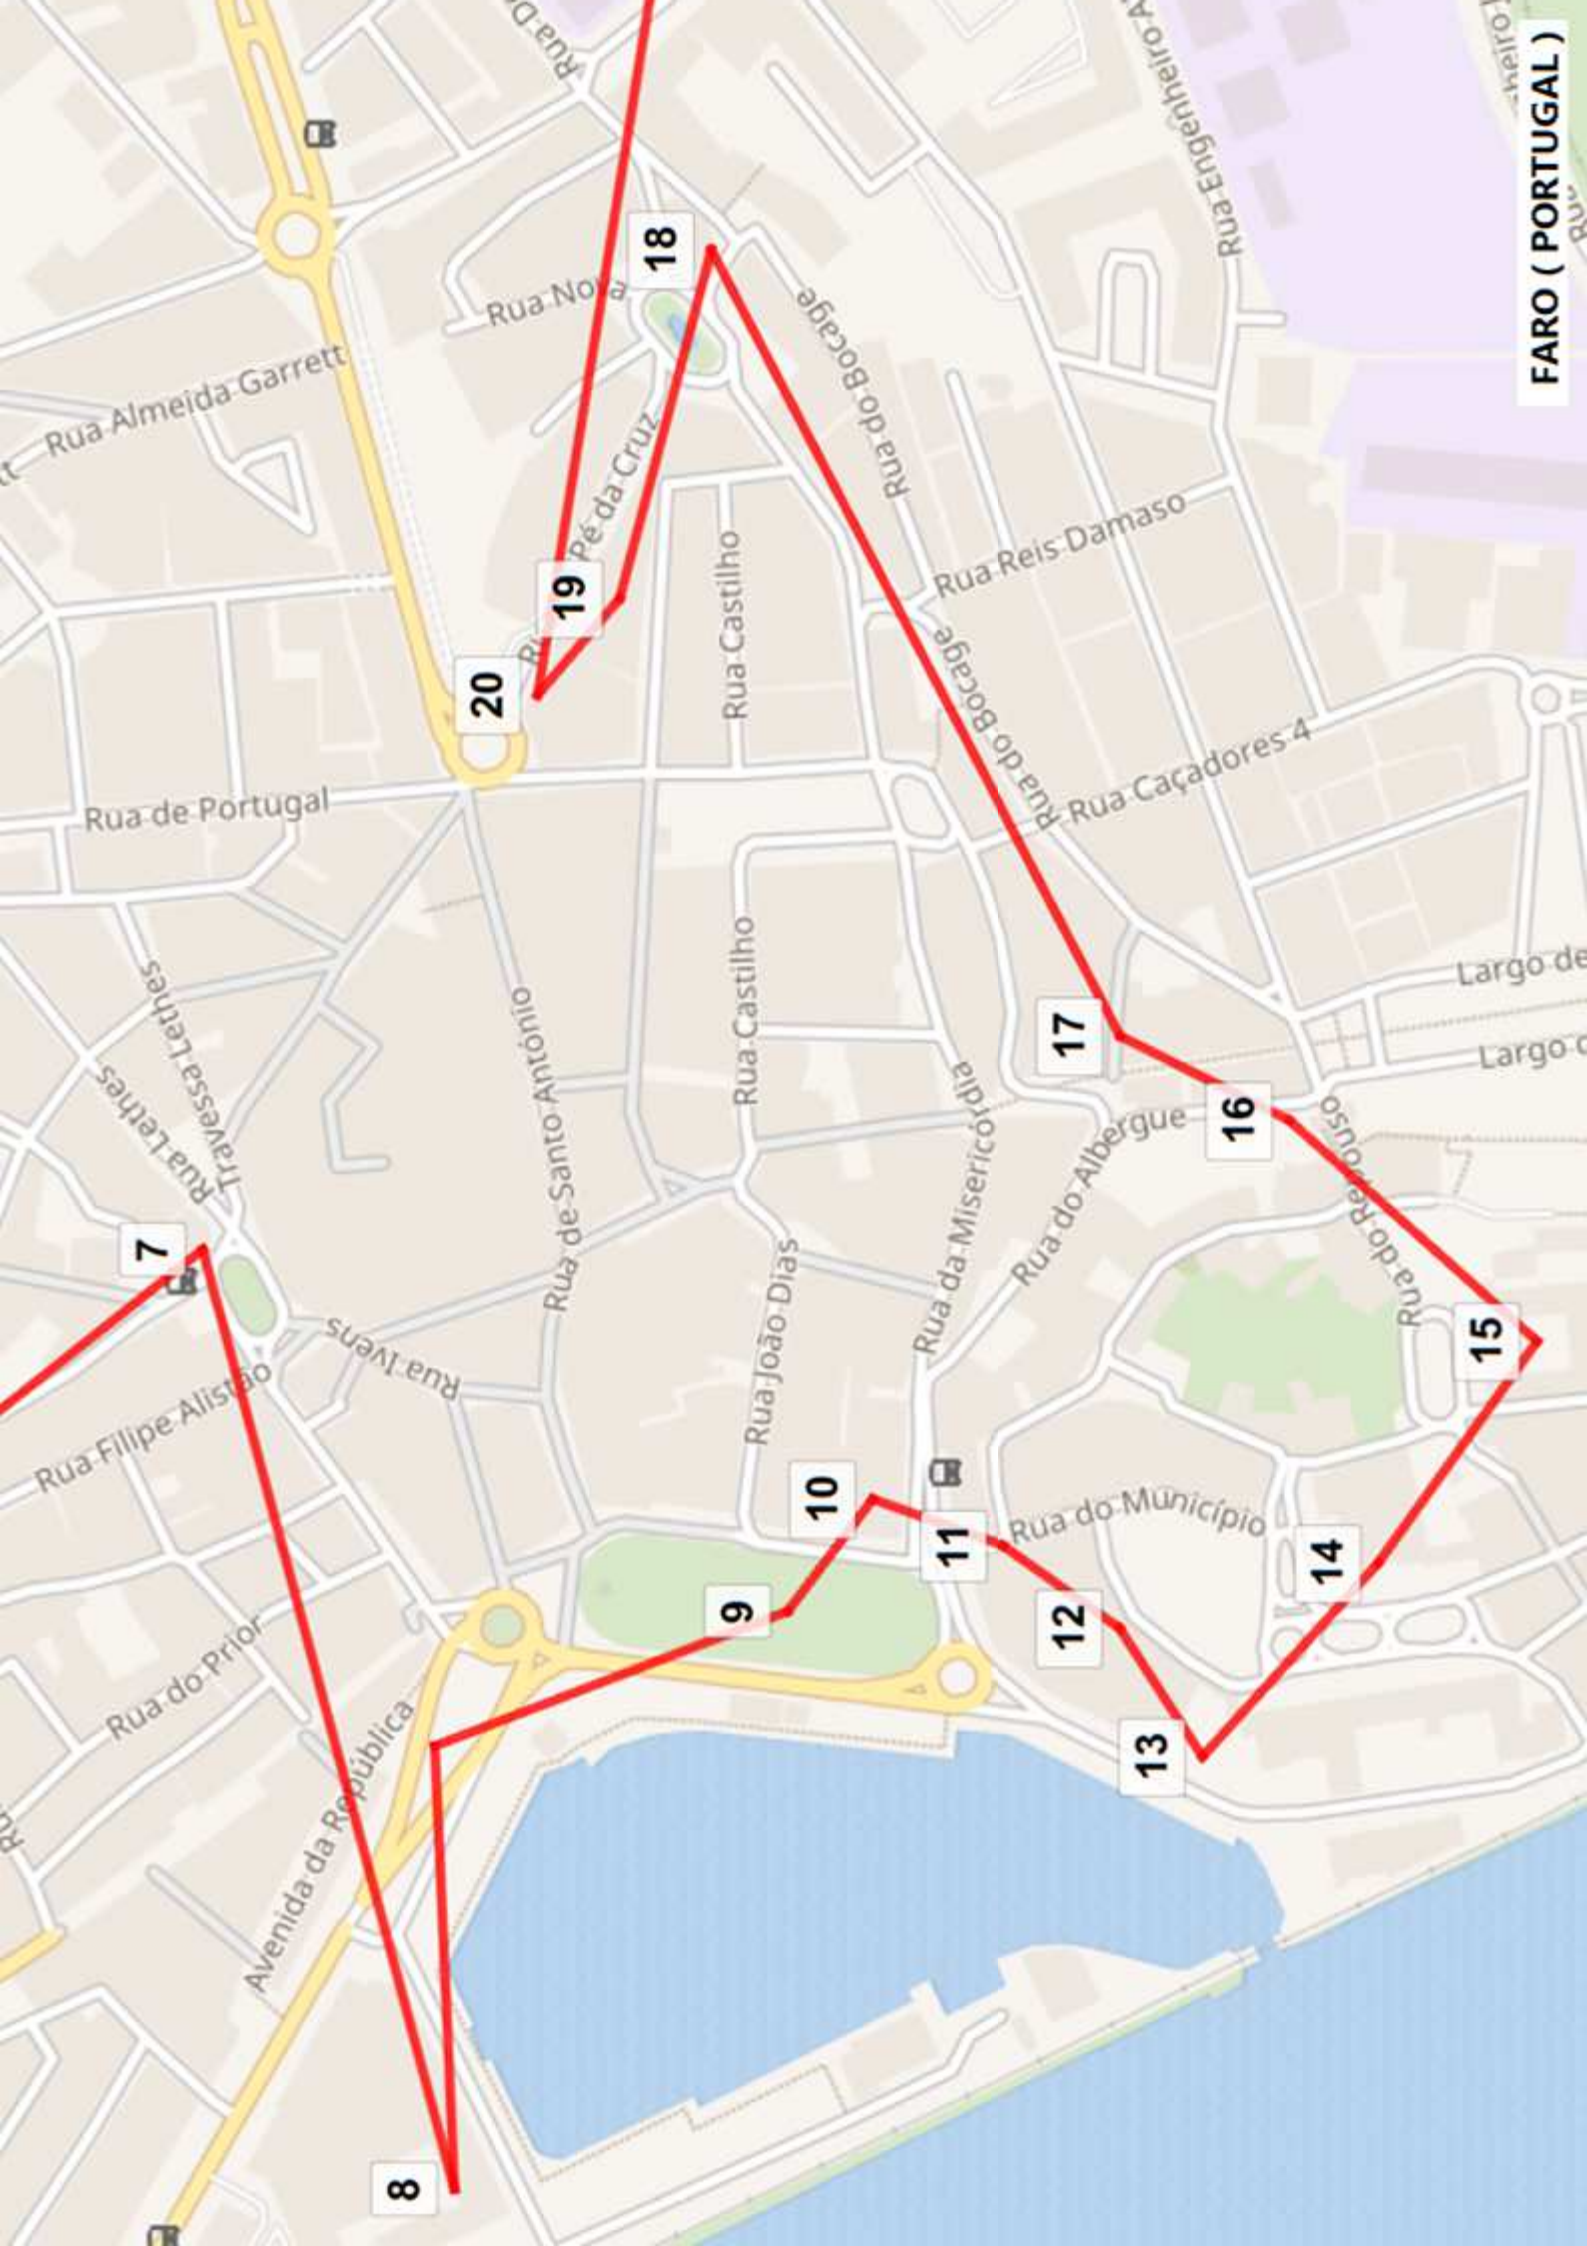 FARO ( PORTUGAL )
Rua Almeida Garrett
Rua Nova
Pé da Cruz
Rua do Bocage
Rua do Bocage
Rua do Bocage
Rua Engenheiro
Rua Reis Damaso
Rua Caçadores 4
Rua Castilho
Rua Castilho
Rua de Portugal
Travessa Lethes
Rua Lethes
Rua de Santo António
Rua da Misericórdia
Rua do Albergue
Rua do Repouso
Largo de
Largo
Rua João Dias
Rua Ivens
Rua Filipe Alistão
Rua do Município
Rua do Prior
Avenida da República
7
8
9
10
11
12
13
14
15
16
17
18
19
20